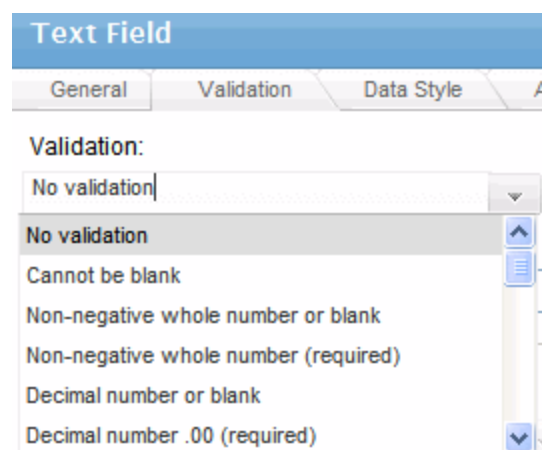 Text Field
General Validation Data Style
Validation:
No validation
No validation
Cannot be blank
Non-negative whole number or blank
Non-negative whole number (required)
Decimal number or blank
Decimal number .00 (required)